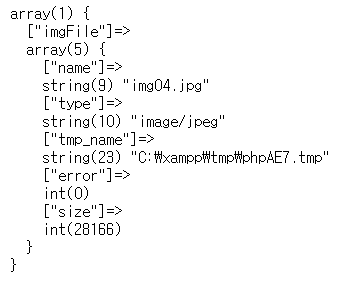 array(1) {
  ["imgFile"]=>
  array(5) {
    ["name"]=>
    string(9) "img04.jpg"
    ["type"]=>
    string(10) "image/jpeg"
    ["tmp_name"]=>
    string(23) "C:₩xampp₩tmp₩phpAE7.tmp"
    ["error"]=>
    int(0)
    ["size"]=>
    int(28166)
  }
}